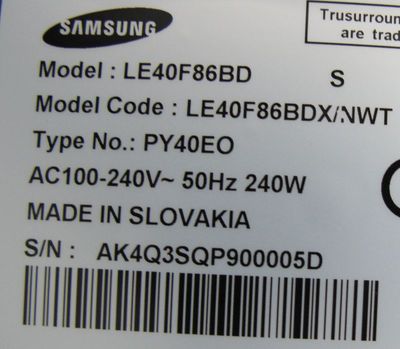 SAMSUNG
Trusurroun
are trad
Model : LE40F86BD S
Model Code : LE40F86BDX/NWT
Type No.: PY40EO
AC100-240V~ 50Hz 240W
MADE IN SLOVAKIA
S/N : AK4Q3SQP900005D